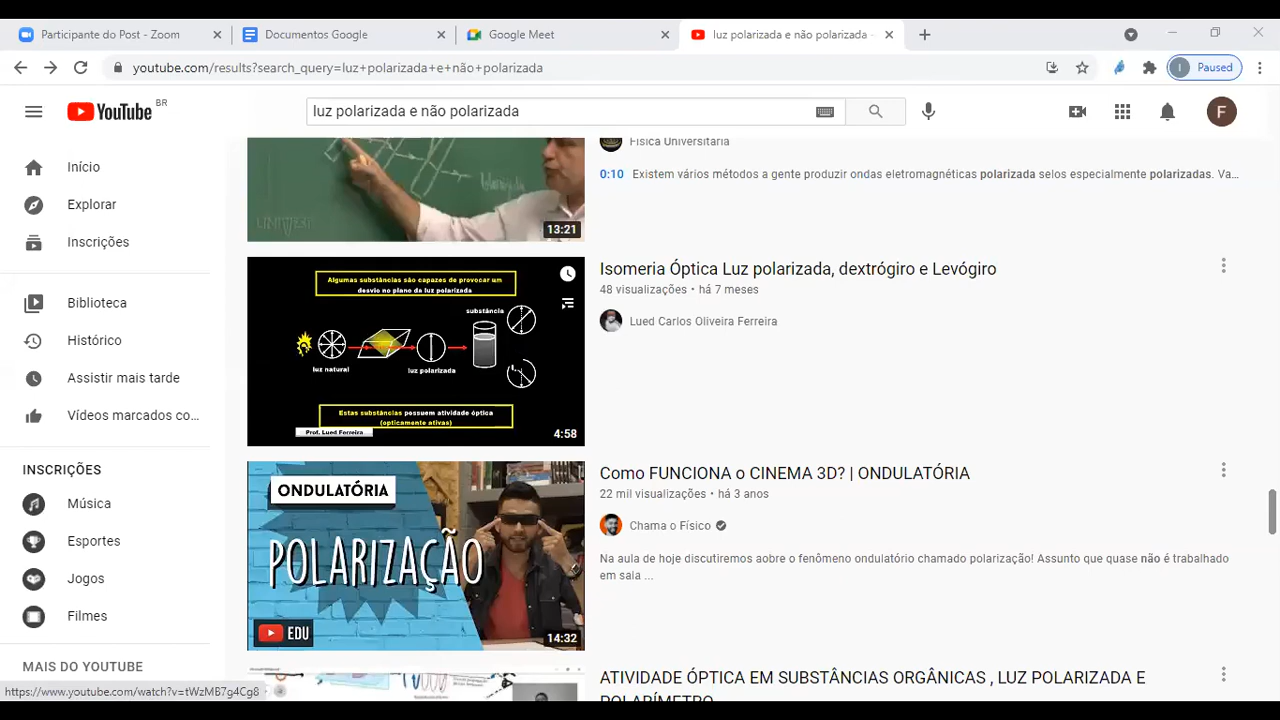 Participante do Post - Zoom
Documentos Google
Google Meet
luz polarizada e não polarizada -
youtube.com/results?search_query=luz+polarizada+e+não+polarizada
I
Paused
YouTube BR
luz polarizada e não polarizada
F
Início
Explorar
Inscrições
Biblioteca
Histórico
Assistir mais tarde
Vídeos marcados co...
INSCRIÇÕES
Música
Esportes
Jogos
Filmes
MAIS DO YOUTUBE
https://www.youtube.com/watch?v=tWzMB7g4Cg8
13:21
Física Universitária
0:10 Existem vários métodos a gente produzir ondas eletromagnéticas polarizada selos especialmente polarizadas. Va...
Algumas substâncias são capazes de provocar um
desvio no plano da luz polarizada
substância
luz natural
luz polarizada
Estas substâncias possuem atividade óptica
(opticamente ativas)
Prof. Lued Ferreira
4:58
Isomeria Óptica Luz polarizada, dextrógiro e Levógiro
48 visualizações • há 7 meses
Lued Carlos Oliveira Ferreira
ONDULATÓRIA
POLARIZAÇÃO
EDU
14:32
Como FUNCIONA o CINEMA 3D? | ONDULATÓRIA
22 mil visualizações • há 3 anos
Chama o Físico
Na aula de hoje discutiremos aobre o fenômeno ondulatório chamado polarização! Assunto que quase não é trabalhado
em saia ...
ATIVIDADE ÓPTICA EM SUBSTÂNCIAS ORGÂNICAS , LUZ POLARIZADA E
POLARÍMETRO